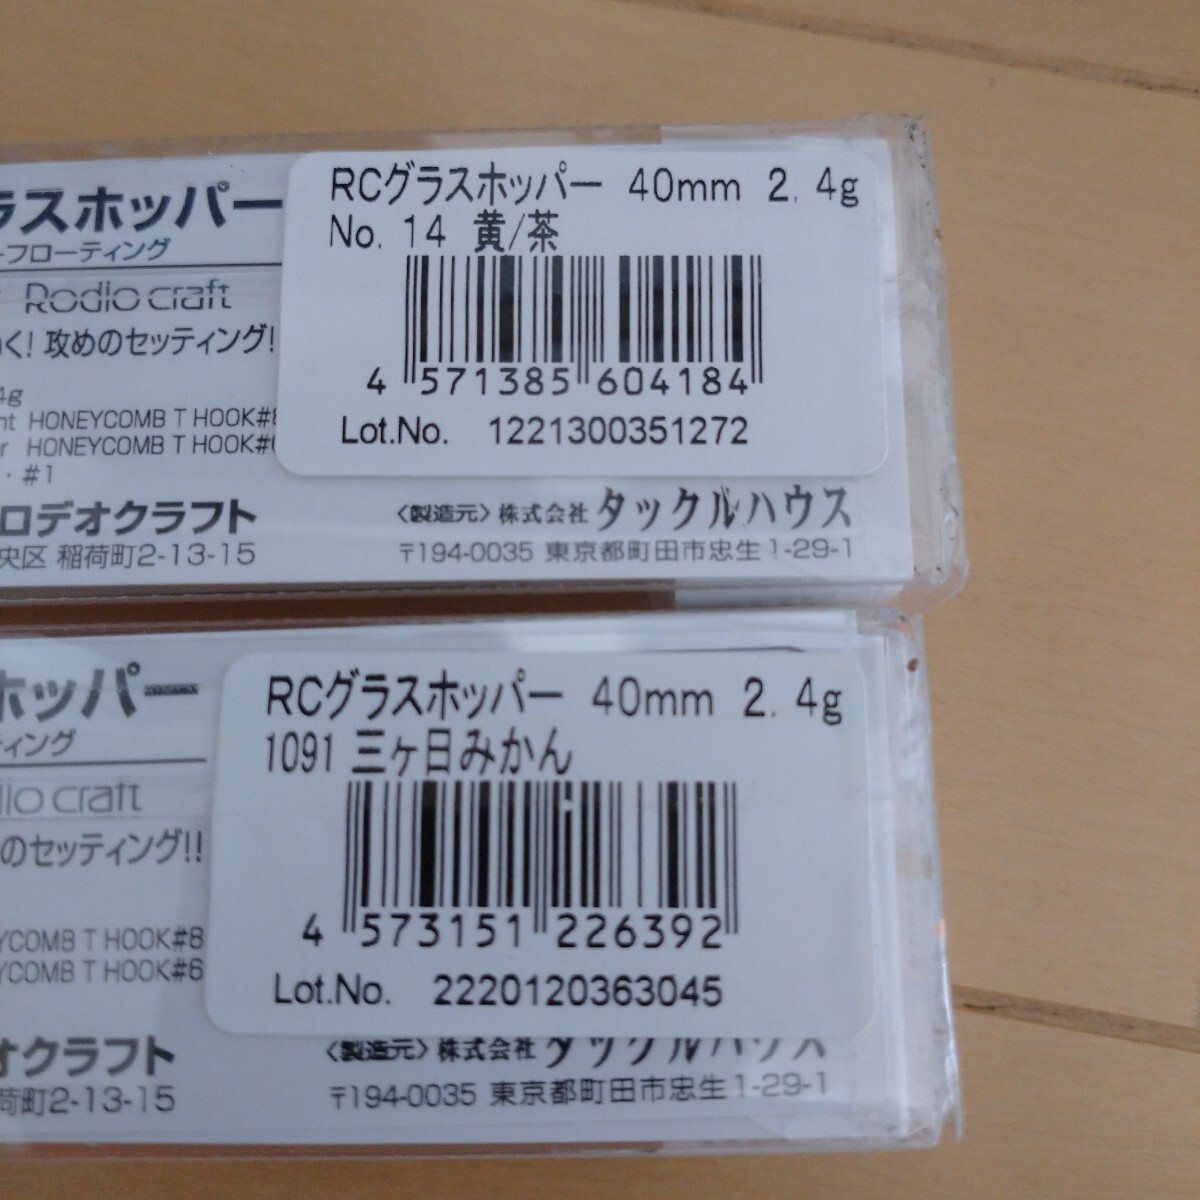 ラスホッパー
-フローティング
Rodio craft
く! 攻めのセッティング!
4g
nt HONEYCOMB T HOOK#8
r HONEYCOMB T HOOK#6
・#1
ロデオクラフト
央区 稲荷町2-13-15
RCグラスホッパー 40mm 2.4g
No.14 黄/茶
4 571385 604184
Lot.No. 1221300351272
〈製造元〉株式会社 タックルハウス
〒194-0035 東京都町田市忠生1-29-1
ホッパー
ティング
dio craft
のセッティング!!
YCOMB T HOOK#8
YCOMB T HOOK#6
オクラフト
荷町2-13-15
RCグラスホッパー 40mm 2.4g
1091 三ヶ日みかん
4 573151 226392
Lot.No. 2220120363045
〈製造元〉株式会社 タックルハウス
〒194-0035 東京都町田市忠生1-29-1